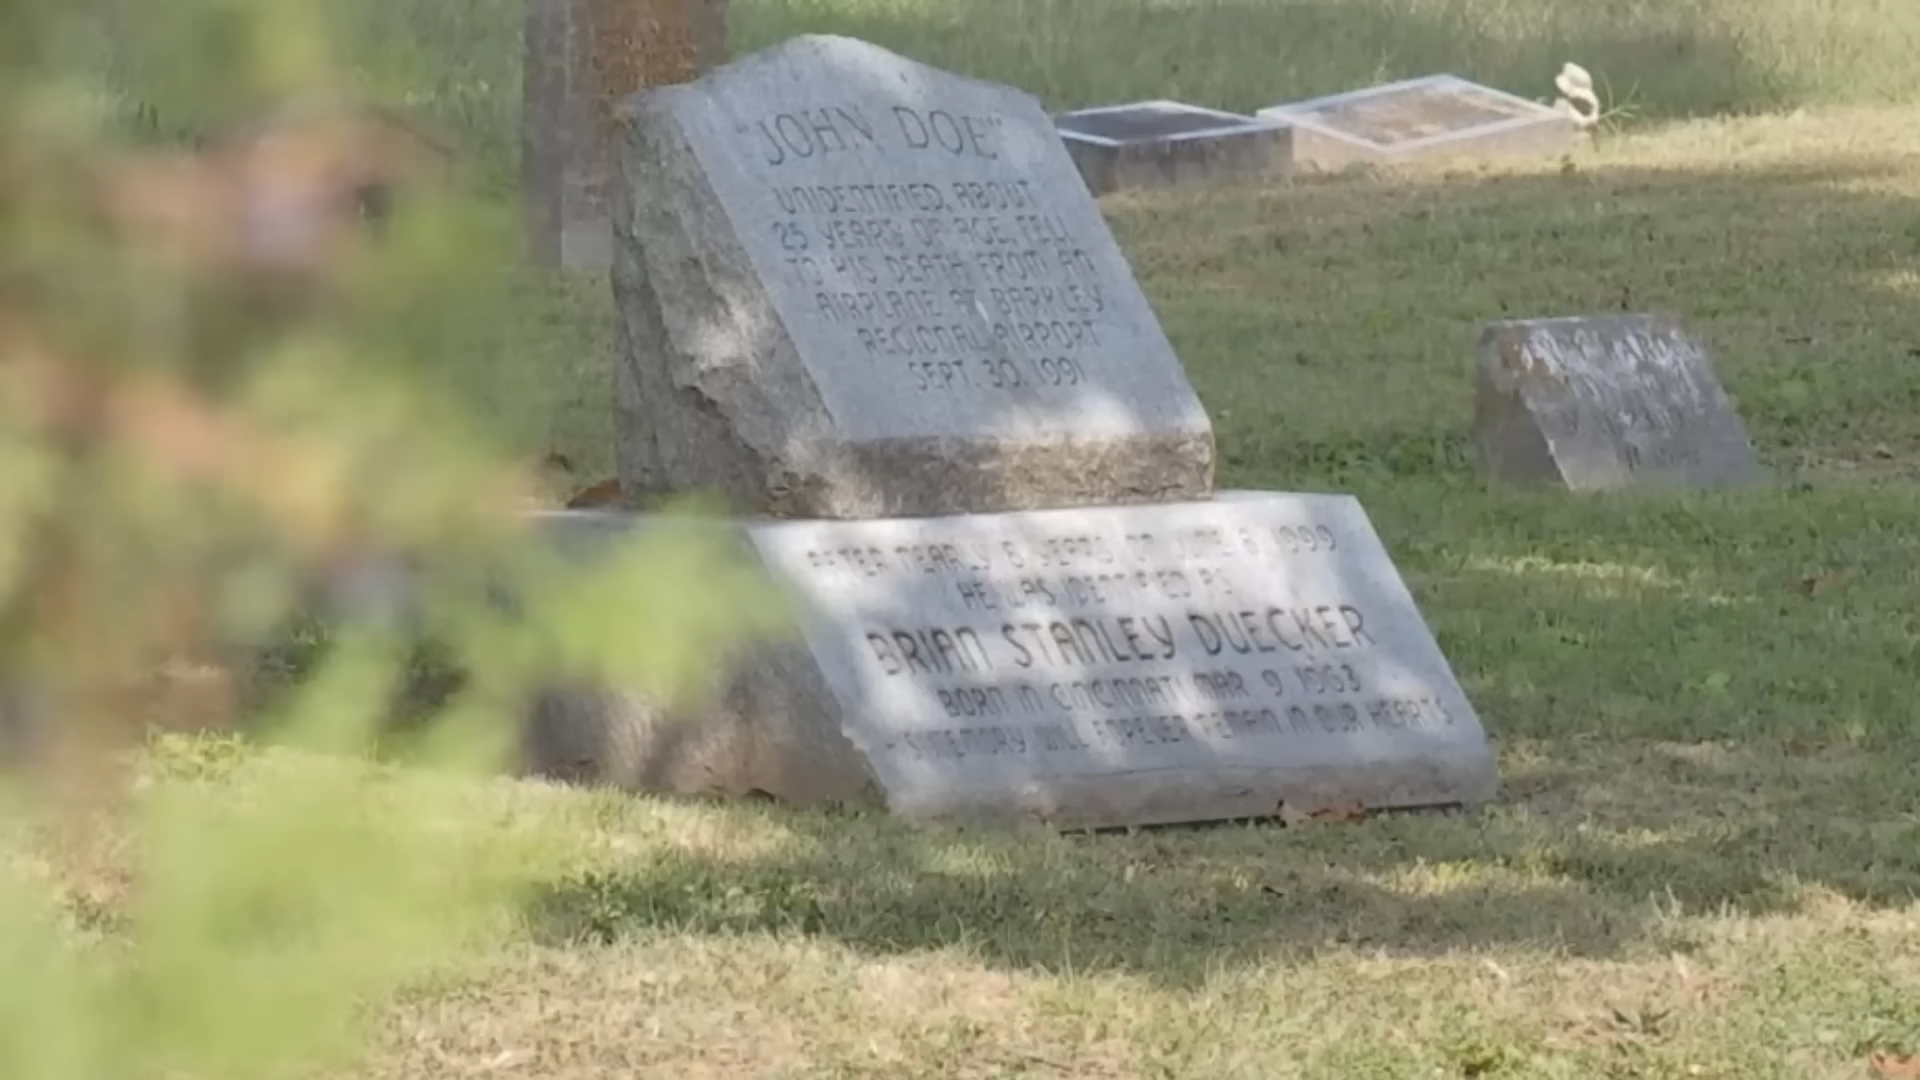 "JOHN DOE"
UNIDENTIFIED, ABOUT
25 YEARS OF AGE, FELL
TO HIS DEATH FROM AN
AIRPLANE AT BARKLEY
REGIONAL AIRPORT
SEPT. 30, 1991
AFTER NEARLY 8 YEARS ON JUNE 8, 1999
HE WAS IDENTIFIED AS
BRIAN STANLEY DUECKER
BORN IN CINCINNATI MAR 9 1963
MEMORY WILL FOREVER REMAIN IN OUR HEARTS